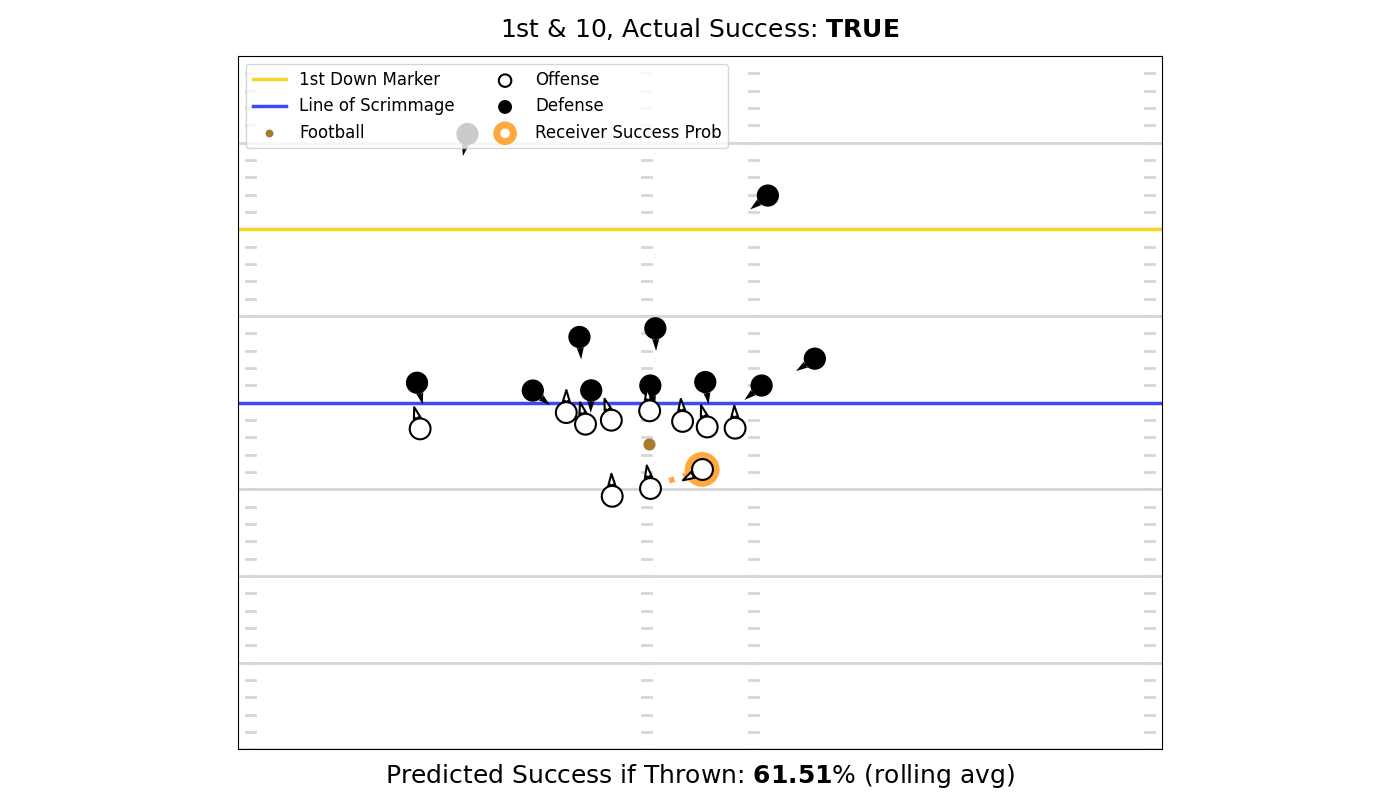 1st & 10, Actual Success: TRUE
1st Down Marker
Line of Scrimmage
Football
Offense
Defense
Receiver Success Prob
Predicted Success if Thrown: 61.51% (rolling avg)